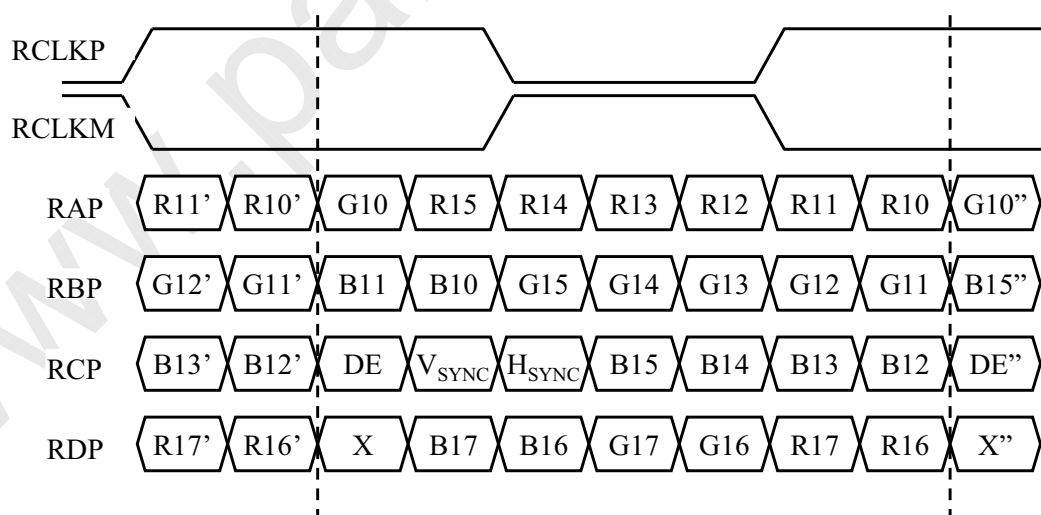 RCLKP
RCLKM
RAP R11’ R10’ G10 R15 R14 R13 R12 R11 R10 G10”
RBP G12’ G11’ B11 B10 G15 G14 G13 G12 G11 B15”
RCP B13’ B12’ DE VSYNC HSYNC B15 B14 B13 B12 DE”
RDP R17’ R16’ X B17 B16 G17 G16 R17 R16 X”